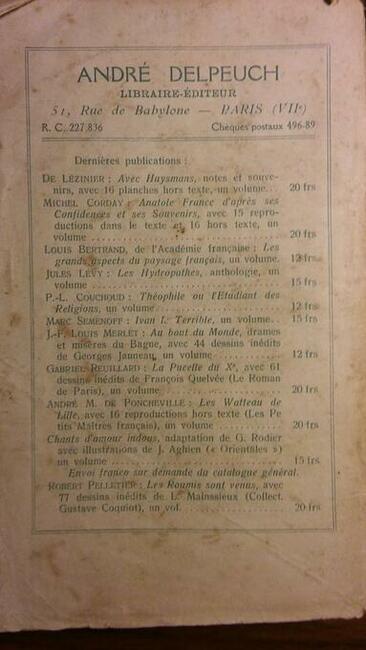 ANDRÉ DELPEUCH
LIBRAIRE-ÉDITEUR
51, Rue de Babylone — PARIS (VIIe)
R. C. 227.836 Chèques postaux 496-89
Dernières publications :
DE LÉZINIER : Avec Huysmans, notes et souve-
nirs, avec 16 planches hors texte, un volume... 20 frs
MICHEL CORDAY : Anatole France d'après ses
Confidences et ses Souvenirs, avec 15 repro-
ductions dans le texte et 16 hors texte, un
volume .......... 20 frs
LOUIS BERTRAND, de l'Académie française : Les
grands aspects du paysage français, un volume. 12 frs
JULES LÉVY : Les Hydropathes, anthologie, un
volume .......... 15 frs
P.-L. COUCHOUD : Théophile ou l'Etudiant des
Religions, un volume .......... 12 frs
MARC SEMENOFF : Ivan le Terrible, un volume.. 15 frs
J.-F. LOUIS MERLET : Au bout du Monde, drames
et misères du Bagne, avec 44 dessins inédits
de Georges Jauneau, un volume .......... 12 frs
GABRIEL REUILLARD : La Pucelle du Xe, avec 61
dessins inédits de François Quelvée (Le Roman
de Paris), un volume .......... 20 frs
ANDRÉ M. DE PONCHEVILLE : Les Watteau de
Lille, avec 16 reproductions hors texte (Les Pe
tits Maîtres français), un volume .......... 20 frs
Chants d'amour indous, adaptation de G. Rodier
avec illustrations de J. Aghien (« Orientales »)
un volume .......... 15 frs
Envoi franco sur demande du catalogue général.
ROBERT PELLETIER : Les Roumis sont venus, avec
77 dessins inédits de L. Mainssieux (Collect.
Gustave Coquiot), un vol. .......... 20 frs